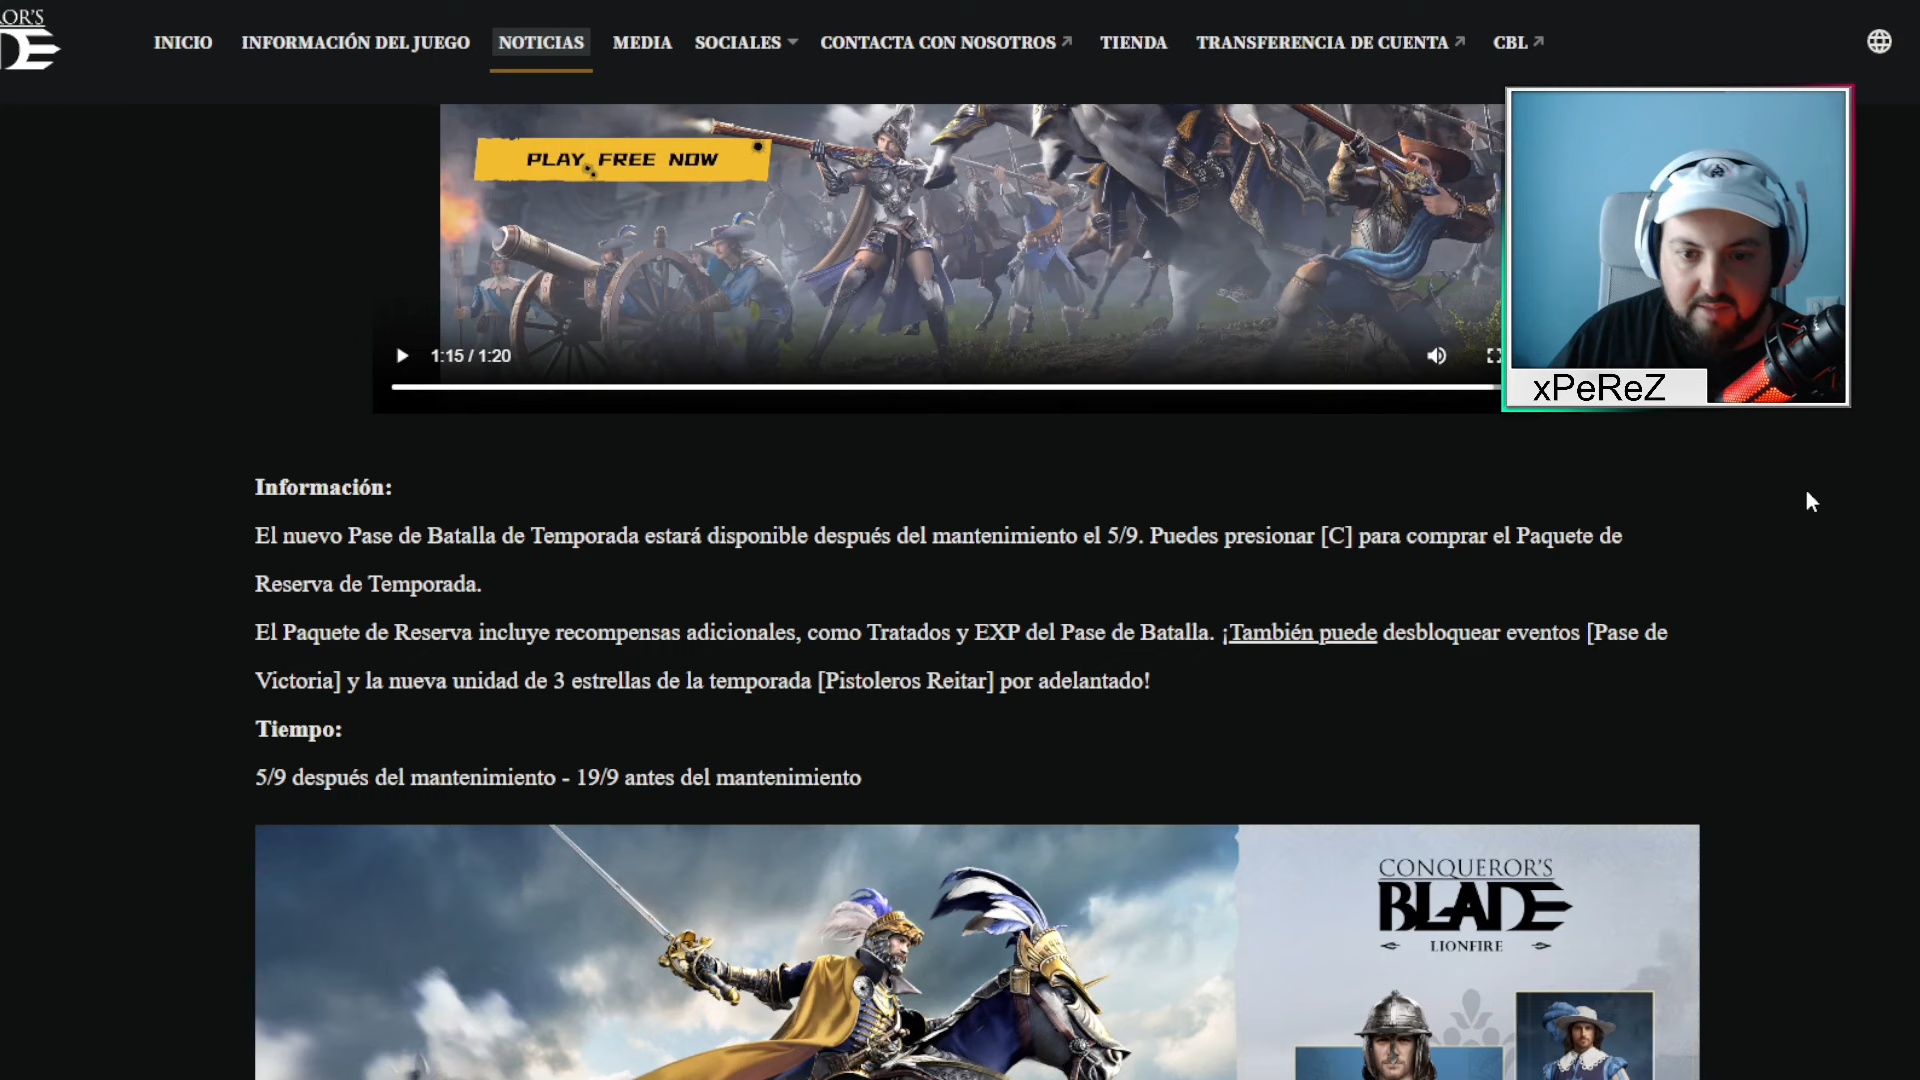 OR'S
DE
INICIO
INFORMACIÓN DEL JUEGO
NOTICIAS
MEDIA
SOCIALES
CONTACTA CON NOSOTROS
TIENDA
TRANSFERENCIA DE CUENTA
CBL
PLAY FREE NOW
1:15 / 1:20
xPeReZ
Información:
El nuevo Pase de Batalla de Temporada estará disponible después del mantenimiento el 5/9. Puedes presionar [C] para comprar el Paquete de
Reserva de Temporada.
El Paquete de Reserva incluye recompensas adicionales, como Tratados y EXP del Pase de Batalla. ¡También puede desbloquear eventos [Pase de
Victoria] y la nueva unidad de 3 estrellas de la temporada [Pistoleros Reitar] por adelantado!
Tiempo:
5/9 después del mantenimiento - 19/9 antes del mantenimiento
CONQUEROR'S
BLADE
LIONFIRE